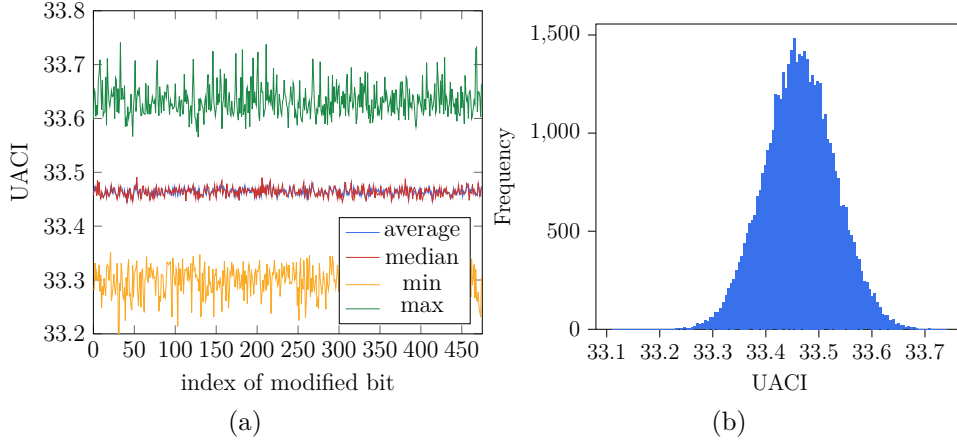 33.8
33.7
33.6
33.5
33.4
33.3
33.2
UACI
0 50 100 150 200 250 300 350 400 450
index of modified bit
average
median
min
max
(a)
1,500
1,000
500
0
Frequency
33.1 33.2 33.3 33.4 33.5 33.6 33.7
UACI
(b)